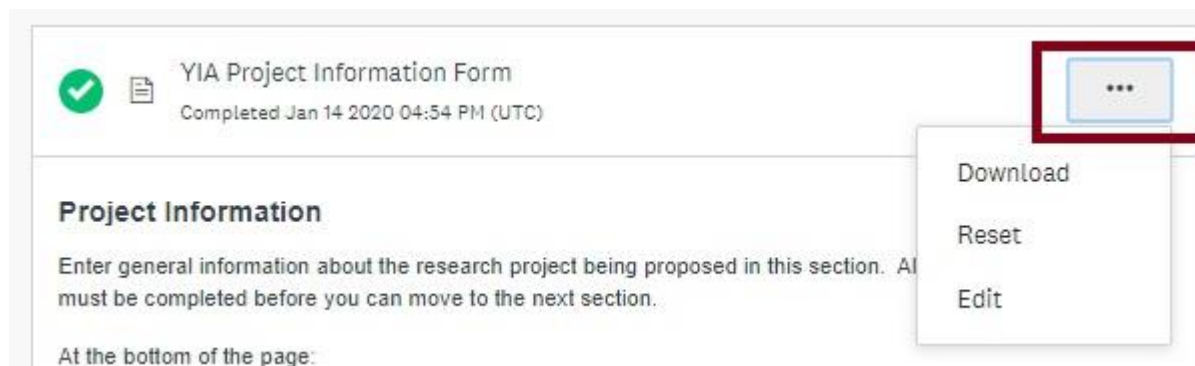 YIA Project Information Form
Completed Jan 14 2020 04:54 PM (UTC)
•••
Download
Reset
Edit
Project Information
Enter general information about the research project being proposed in this section. Al
must be completed before you can move to the next section.
At the bottom of the page: